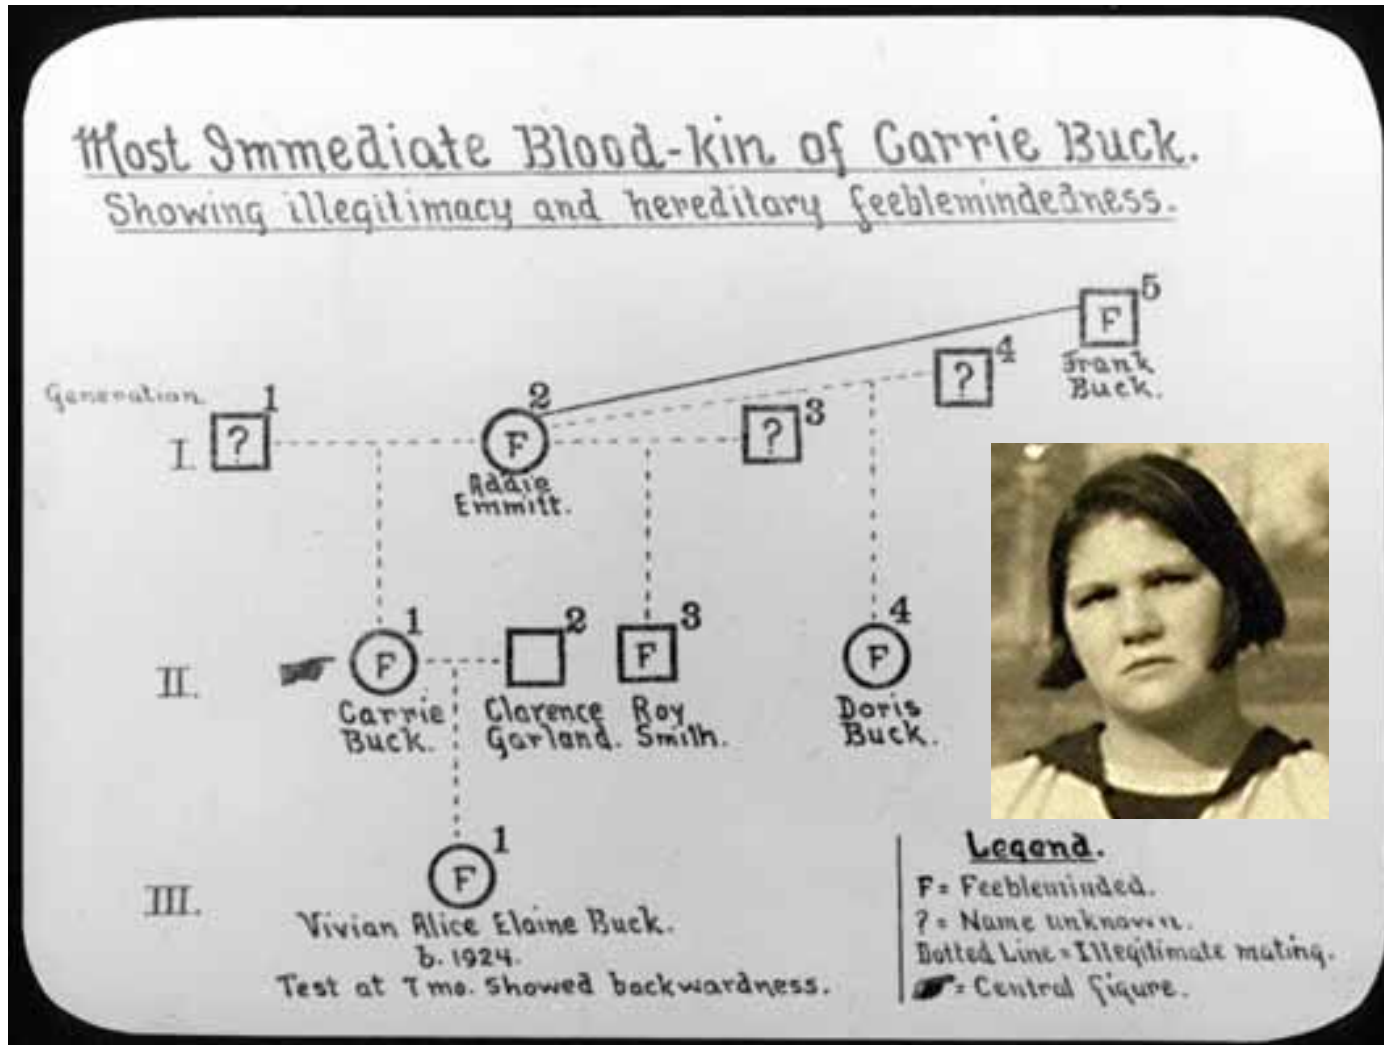 Most Immediate Blood-kin of Carrie Buck.
Showing illegitimacy and hereditary feeblemindedness.
Generation
I.
1
?
2
F
Addie
Emmitt.
3
?
4
?
5
F
Frank
Buck.
II.
1
F
Carrie
Buck.
2
Clarence
Garland.
3
F
Roy
Smith.
4
F
Doris
Buck.
III.
1
F
Vivian Alice Elaine Buck.
b. 1924.
Test at 7 mo. Showed backwardness.
Legend.
F = Feebleminded.
? = Name unknown.
Dotted Line = Illegitimate mating.
= Central figure.